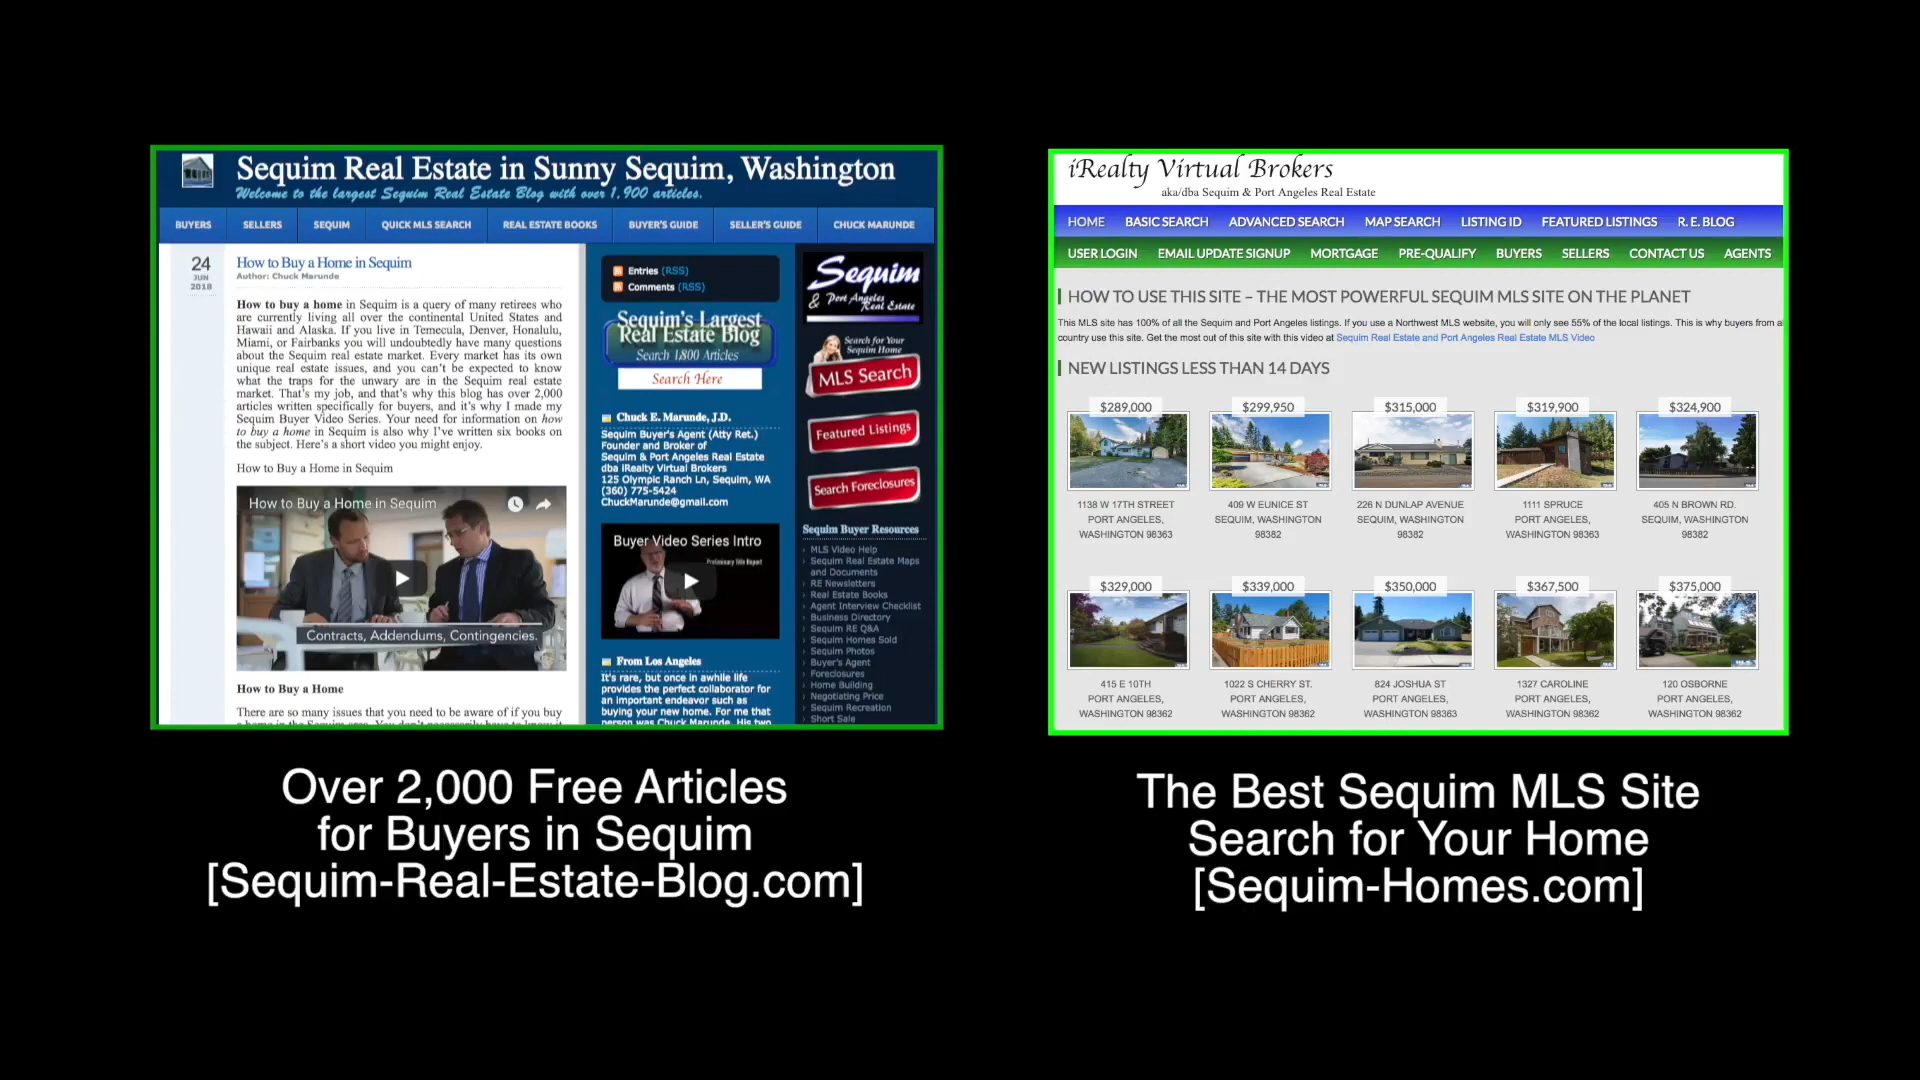 Sequim Real Estate in Sunny Sequim, Washington
Welcome to the largest Sequim Real Estate Blog with over 1,900 articles.
BUYERS SELLERS SEQUIM QUICK MLS SEARCH REAL ESTATE BOOKS BUYER'S GUIDE SELLER'S GUIDE CHUCK MARUNDE
24
JUN
2018
How to Buy a Home in Sequim
Author: Chuck Marunde
How to buy a home in Sequim is a query of many retirees who
are currently living all over the continental United States and
Hawaii and Alaska. If you live in Temecula, Denver, Honalulu,
Miami, or Fairbanks you will undoubtedly have many questions
about the Sequim real estate market. Every market has its own
unique real estate issues, and you can't be expected to know
what the traps for the unwary are in the Sequim real estate
market. That's my job, and that's why this blog has over 2,000
articles written specifically for buyers, and it's why I made my
Sequim Buyer Video Series. Your need for information on how
to buy a home in Sequim is also why I've written six books on
the subject. Here's a short video you might enjoy.
How to Buy a Home in Sequim
How to Buy a Home in Sequim
Contracts, Addendums, Contingencies.
How to Buy a Home
There are so many issues that you need to be aware of if you buy
Entries (RSS)
Comments (RSS)
Sequim's Largest
Real Estate Blog
Search 1800 Articles
Search Here
Chuck E. Marunde, J.D.
Sequim Buyer's Agent (Atty Ret.)
Founder and Broker of
Sequim & Port Angeles Real Estate
dba iRealty Virtual Brokers
125 Olympic Ranch Ln, Sequim, WA
(360) 775-5424
ChuckMarunde@gmail.com
Buyer Video Series Intro
Preliminary Title Report
From Los Angeles
It's rare, but once in awhile life
provides the perfect collaborator for
an important endeavor such as
buying your new home. For me that
person was Chuck Marunde. His two
Sequim
& Port Angeles
Real Estate
Search for Your
Sequim Home
MLS Search
Featured Listings
Search Foreclosures
Sequim Buyer Resources
MLS Video Help
Sequim Real Estate Maps
and Documents
RE Newsletters
Real Estate Books
Agent Interview Checklist
Business Directory
Sequim RE Q&A
Sequim Homes Sold
Sequim Photos
Buyer's Agent
Foreclosures
Home Building
Negotiating Price
Sequim Recreation
Short Sale
Over 2,000 Free Articles
for Buyers in Sequim
[Sequim-Real-Estate-Blog.com]
iRealty Virtual Brokers
aka/dba Sequim & Port Angeles Real Estate
HOME BASIC SEARCH ADVANCED SEARCH MAP SEARCH LISTING ID FEATURED LISTINGS R. E. BLOG
USER LOGIN EMAIL UPDATE SIGNUP MORTGAGE PRE-QUALIFY BUYERS SELLERS CONTACT US AGENTS
HOW TO USE THIS SITE – THE MOST POWERFUL SEQUIM MLS SITE ON THE PLANET
This MLS site has 100% of all the Sequim and Port Angeles listings. If you use a Northwest MLS website, you will only see 55% of the local listings. This is why buyers from a
country use this site. Get the most out of this site with this video at Sequim Real Estate and Port Angeles Real Estate MLS Video
NEW LISTINGS LESS THAN 14 DAYS
$289,000 $299,950 $315,000 $319,900 $324,900
1138 W 17TH STREET 409 W EUNICE ST 226 N DUNLAP AVENUE 1111 SPRUCE 405 N BROWN RD.
PORT ANGELES, SEQUIM, WASHINGTON SEQUIM, WASHINGTON PORT ANGELES, SEQUIM, WASHINGTON
WASHINGTON 98363 98382 98382 WASHINGTON 98363 98382
$329,000 $339,000 $350,000 $367,500 $375,000
415 E 10TH 1022 S CHERRY ST. 824 JOSHUA ST 1327 CAROLINE 120 OSBORNE
PORT ANGELES, PORT ANGELES, PORT ANGELES, PORT ANGELES, PORT ANGELES,
WASHINGTON 98362 WASHINGTON 98362 WASHINGTON 98363 WASHINGTON 98362 WASHINGTON 98362
The Best Sequim MLS Site
Search for Your Home
[Sequim-Homes.com]